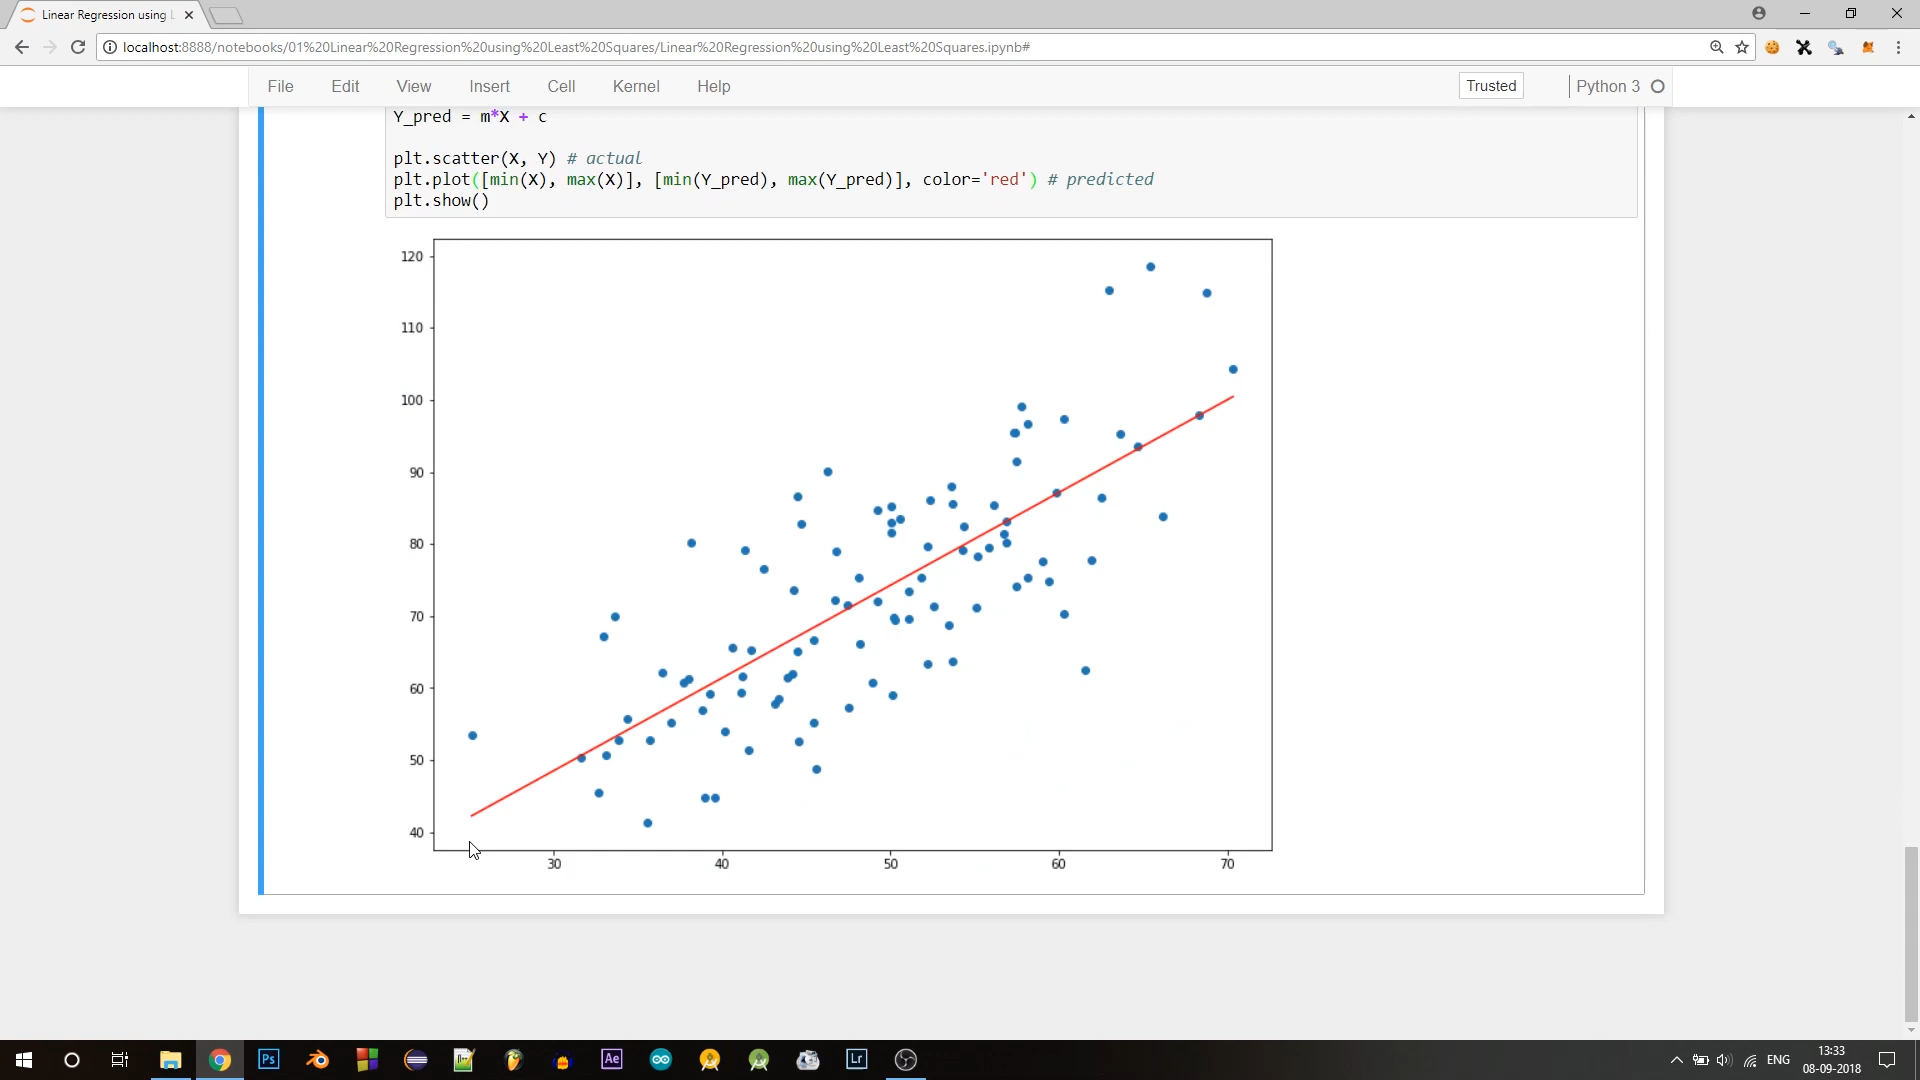 Linear Regression using L
localhost:8888/notebooks/01%20Linear%20Regression%20using%20Least%20Squares/Linear%20Regression%20using%20Least%20Squares.ipynb#
File Edit View Insert Cell Kernel Help Trusted Python 3
Y_pred = m*X + c
plt.scatter(X, Y) # actual
plt.plot([min(X), max(X)], [min(Y_pred), max(Y_pred)], color='red') # predicted
plt.show()
120
110
100
90
80
70
60
50
40
30 40 50 60 70
Ps Ae Lr ENG 13:33
08-09-2018